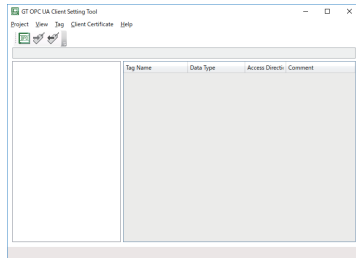 GT OPC UA Client Setting Tool
Project View Tag Client Certificate Help
Tag Name Data Type Access Directi Comment